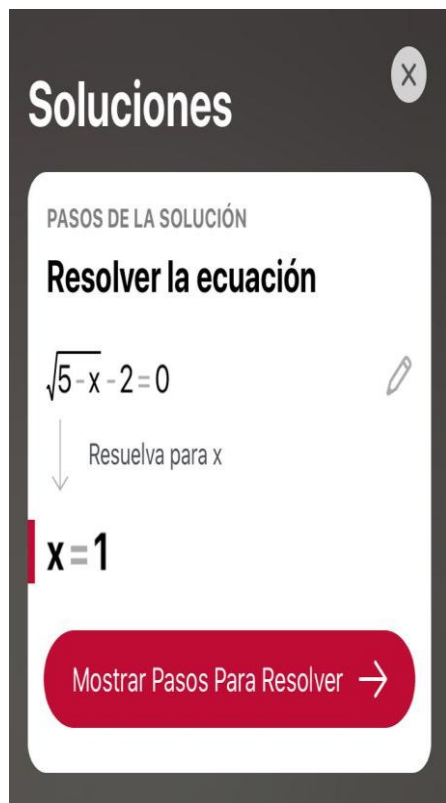 Soluciones
X
PASOS DE LA SOLUCIÓN
Resolver la ecuación
√5-x - 2 = 0
Resuelva para x
x = 1
Mostrar Pasos Para Resolver →